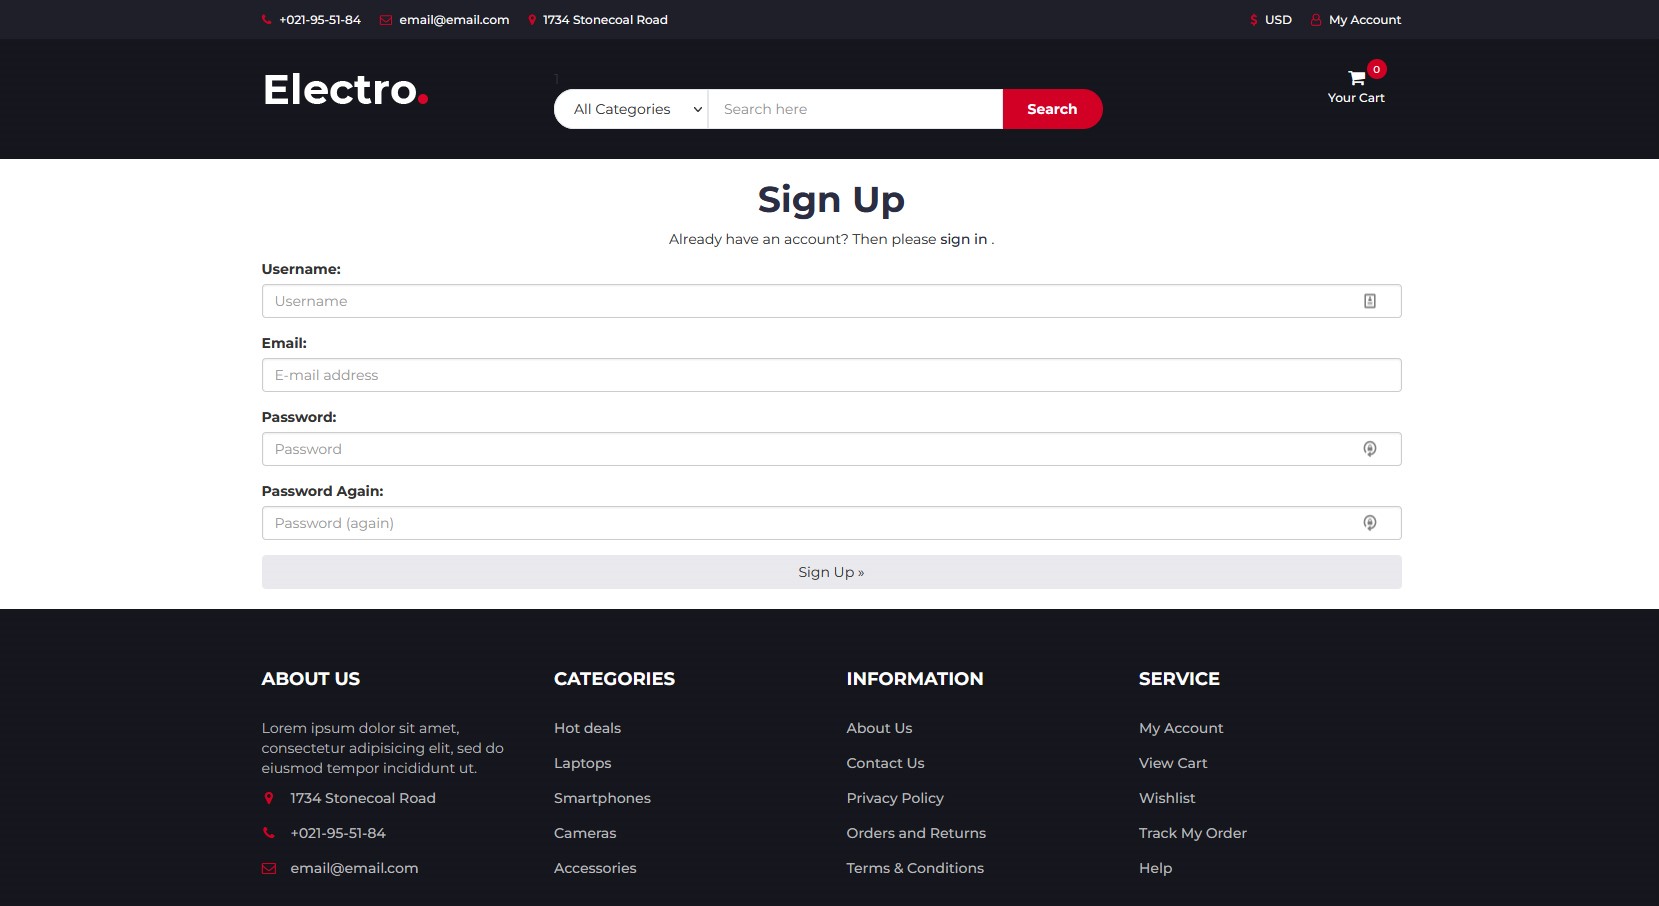 +021-95-51-84 email@email.com 1734 Stonecoal Road $ USD My Account
1
Electro.
All Categories Search here Search
0
Your Cart
Sign Up
Already have an account? Then please sign in .
Username:
Username
Email:
E-mail address
Password:
Password
Password Again:
Password (again)
Sign Up »
ABOUT US
Lorem ipsum dolor sit amet,
consectetur adipisicing elit, sed do
eiusmod tempor incididunt ut.
1734 Stonecoal Road
+021-95-51-84
email@email.com
CATEGORIES
Hot deals
Laptops
Smartphones
Cameras
Accessories
INFORMATION
About Us
Contact Us
Privacy Policy
Orders and Returns
Terms & Conditions
SERVICE
My Account
View Cart
Wishlist
Track My Order
Help